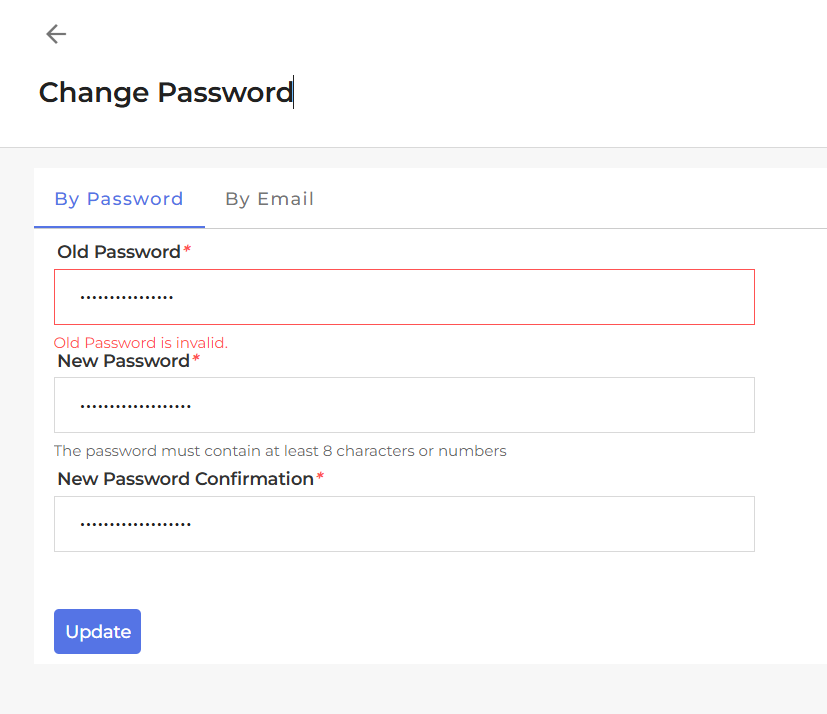 Change Password
By Password By Email
Old Password*
••••••••••••••••
Old Password is invalid.
New Password*
•••••••••••••••••••
The password must contain at least 8 characters or numbers
New Password Confirmation*
•••••••••••••••••••
Update